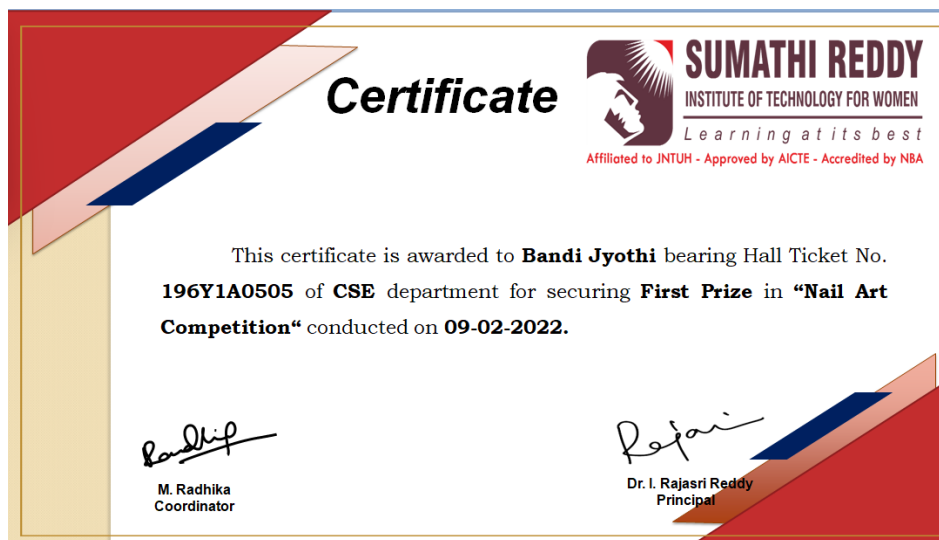 Certificate
SUMATHI REDDY
INSTITUTE OF TECHNOLOGY FOR WOMEN
Learning at its best
Affiliated to JNTUH - Approved by AICTE - Accredited by NBA
This certificate is awarded to Bandi Jyothi bearing Hall Ticket No.
196Y1A0505 of CSE department for securing First Prize in “Nail Art
Competition“ conducted on 09-02-2022.
M. Radhika
Coordinator
Dr. I. Rajasri Reddy
Principal